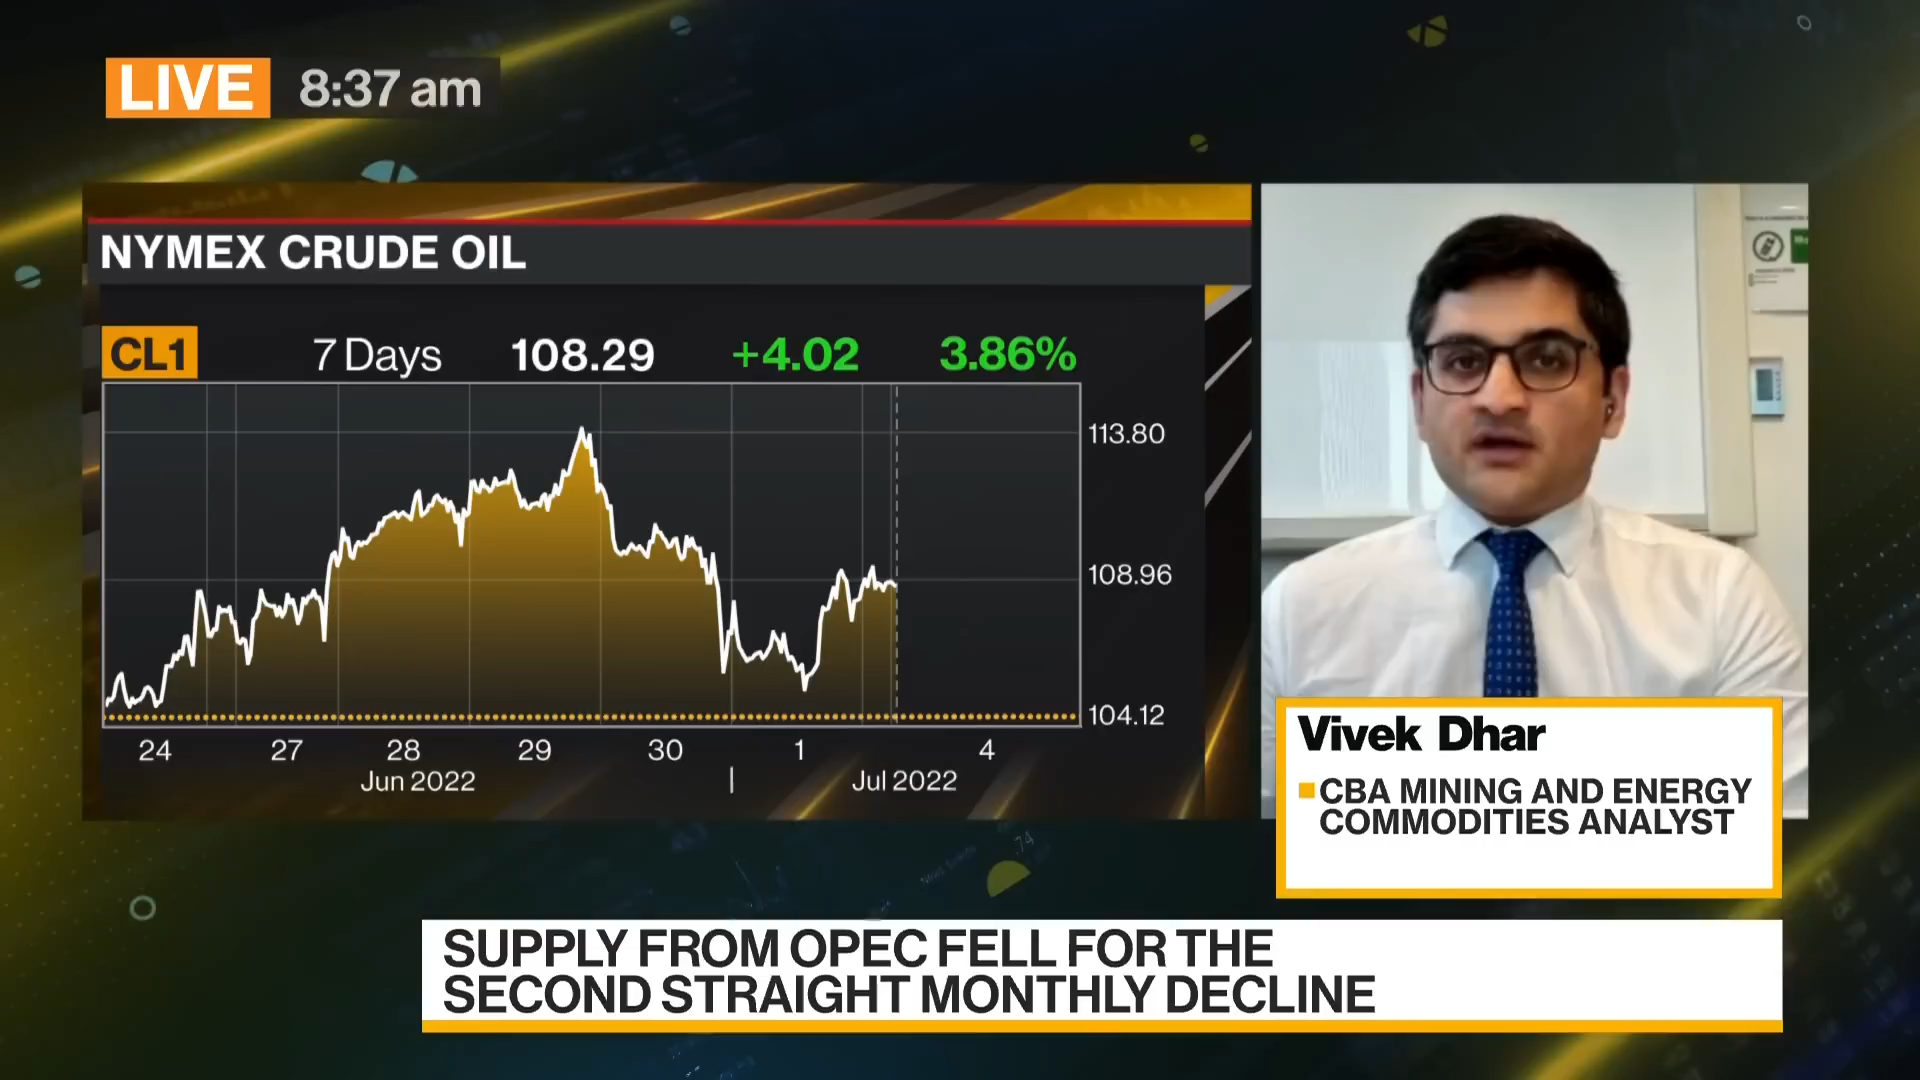 LIVE 8:37 am
NYMEX CRUDE OIL
CL1 7 Days 108.29 +4.02 3.86%
113.80
108.96
104.12
24 27 28 29 30 1 4
Jun 2022 | Jul 2022
Vivek Dhar
CBA MINING AND ENERGY
COMMODITIES ANALYST
.74
SUPPLY FROM OPEC FELL FOR THE
SECOND STRAIGHT MONTHLY DECLINE